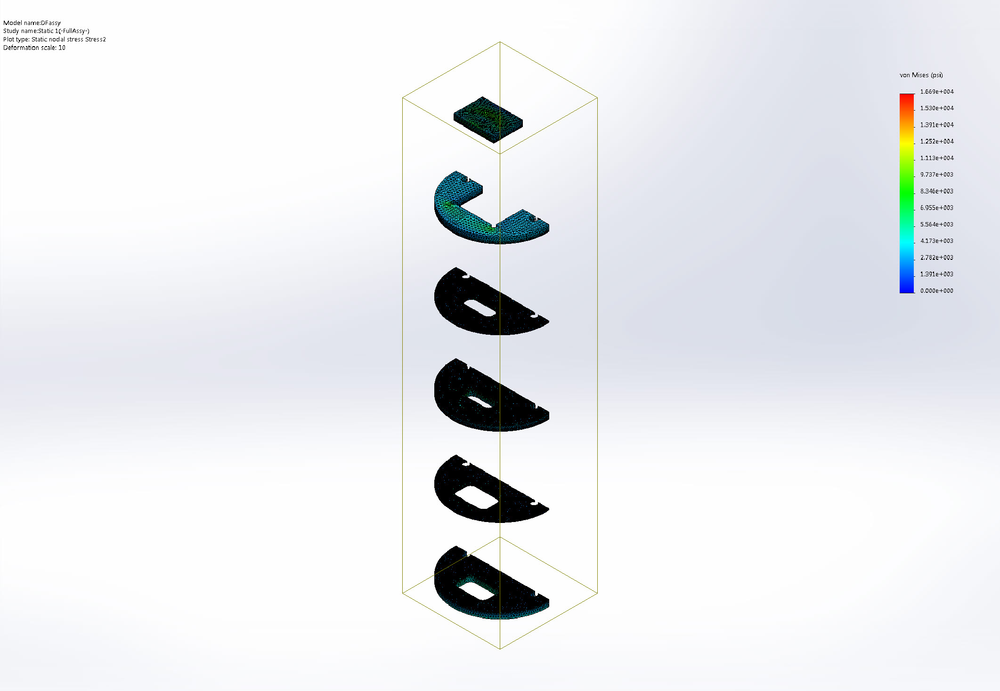 Model name:DFassy
Study name:Static 1(-FullAssy-)
Plot type: Static nodal stress Stress2
Deformation scale: 10
von Mises (psi)
1.669e+004
1.530e+004
1.391e+004
1.252e+004
1.113e+004
9.737e+003
8.346e+003
6.955e+003
5.564e+003
4.173e+003
2.782e+003
1.391e+003
0.000e+000